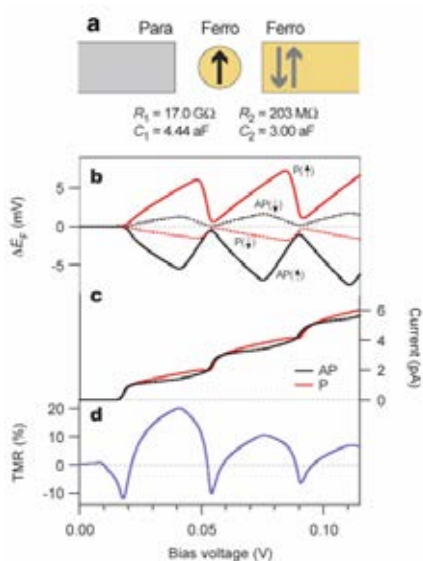 a
Para Ferro Ferro
R₁ = 17.0 GΩ R₂ = 203 MΩ
C₁ = 4.44 aF C₂ = 3.00 aF
b
5
0
-5
ΔE_F (mV)
P(↑)
AP(↓)
P(↓)
AP(↑)
c
6
4
2
0
Current (pA)
AP
P
d
20
10
0
-10
TMR (%)
0.00 0.05 0.10
Bias voltage (V)